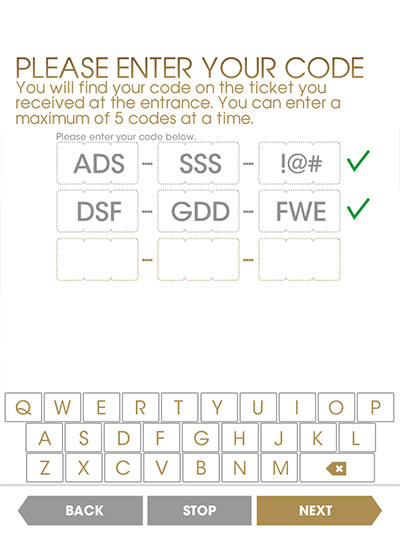 PLEASE ENTER YOUR CODE
You will find your code on the ticket you
received at the entrance. You can enter a
maximum of 5 codes at a time.
Please enter your code below.
ADS --- SSS --- !@#
DSF --- GDD --- FWE
--- ---
Q W E R T Y U I O P
A S D F G H J K L
Z X C V B N M
BACK STOP NEXT